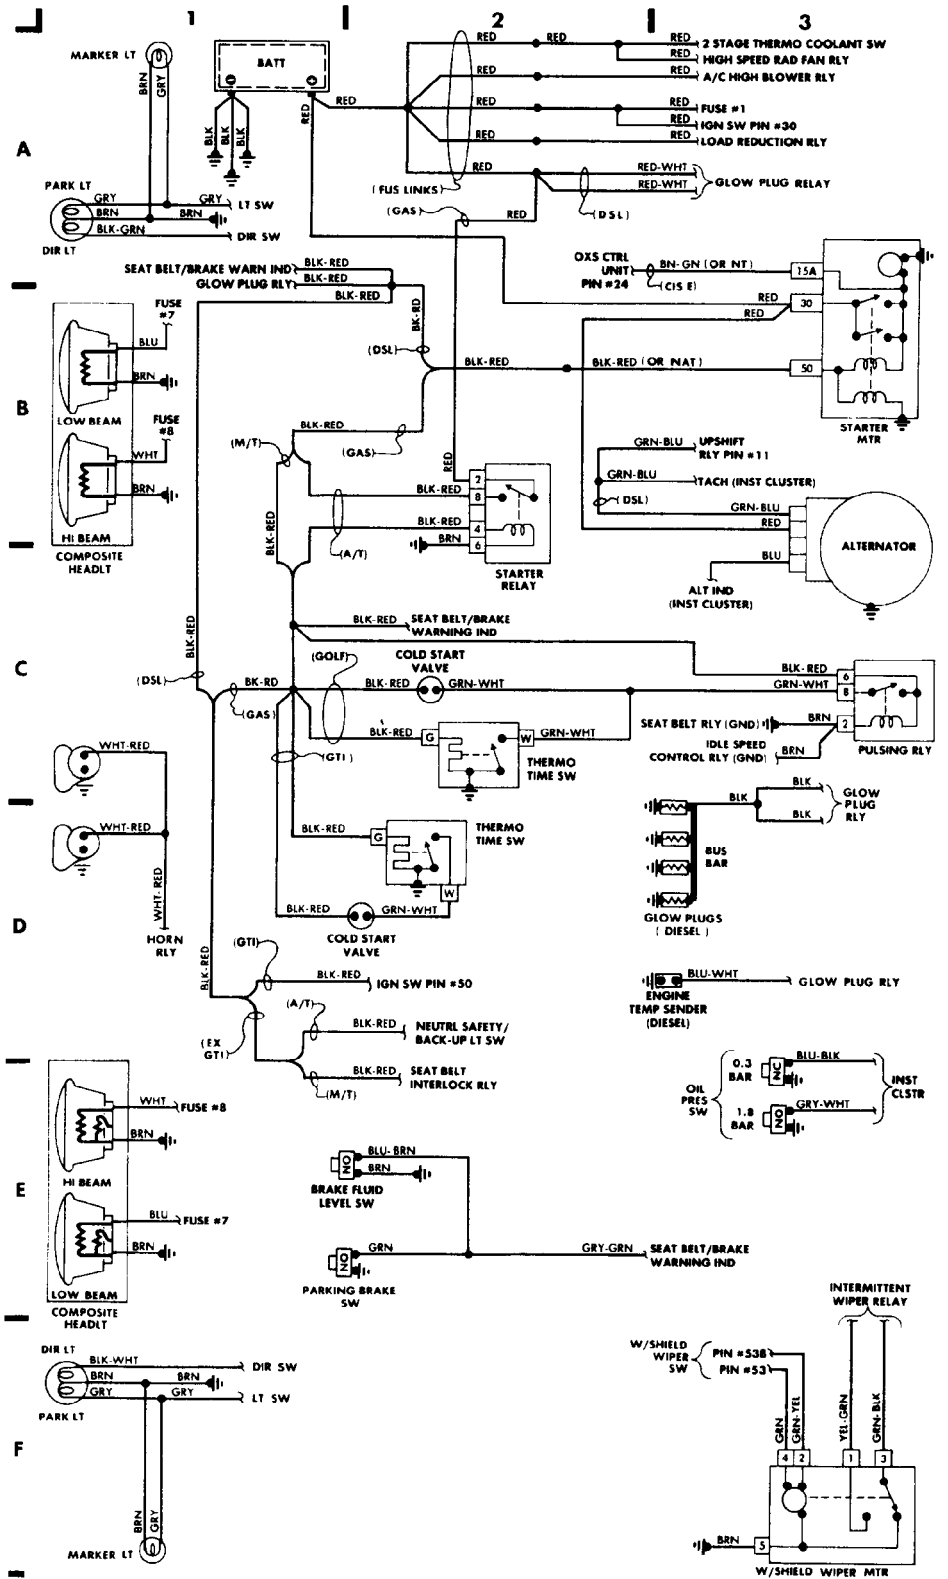 1
2
3
MARKER LT
BRN
GRY
BATT
RED
BLK
BLK
BLK
RED
RED
RED
2 STAGE THERMO COOLANT SW
RED
HIGH SPEED RAD FAN RLY
RED
RED
A/C HIGH BLOWER RLY
RED
RED
FUSE #1
RED
IGN SW PIN #30
RED
RED
LOAD REDUCTION RLY
RED
RED-WHT
RED-WHT
GLOW PLUG RELAY
(FUS LINKS)
(GAS)
RED
(DSL)
A
PARK LT
GRY
GRY
LT SW
BRN
BRN
BLK-GRN
DIR SW
DIR LT
SEAT BELT/BRAKE WARN IND
BLK-RED
GLOW PLUG RLY
BLK-RED
BLK-RED
OXS CTRL
UNIT
PIN #24
BN-GN (OR NT)
(CIS E)
15A
RED
30
RED
BK-RD
(DSL)
BLK-RED
BLK-RED (OR NAT)
50
STARTER
MTR
FUSE
#7
BLU
BRN
LOW BEAM
B
FUSE
#8
WHT
BRN
HI BEAM
COMPOSITE
HEADLT
BLK-RED
(M/T)
(GAS)
RED
BLK-RED
2
8
BLK-RED
4
BRN
6
(A/T)
BLK-RED
STARTER
RELAY
GRN-BLU
UPSHIFT
RLY PIN #11
GRN-BLU
TACH (INST CLUSTER)
(DSL)
GRN-BLU
RED
BLU
ALTERNATOR
ALT IND
(INST CLUSTER)
BLK-RED
SEAT BELT/BRAKE
WARNING IND
C
BLK-RED
(DSL)
BK-RD
(GAS)
(GOLF)
COLD START
VALVE
BLK-RED
GRN-WHT
BLK-RED
6
GRN-WHT
8
SEAT BELT RLY (GND)
BRN
2
IDLE SPEED
CONTROL RLY (GND)
BRN
PULSING RLY
(GTI)
BLK-RED
G
W
GRN-WHT
THERMO
TIME SW
WHT-RED
WHT-RED
WHT-RED
HORN
RLY
BLK-RED
G
THERMO
TIME SW
W
BLK-RED
GRN-WHT
COLD START
VALVE
BLK
BLK
BLK
GLOW
PLUG
RLY
BUS
BAR
GLOW PLUGS
(DIESEL)
D
(GTI)
BLK-RED
BLK-RED
IGN SW PIN #50
(A/T)
(EX
GTI)
BLK-RED
NEUTRL SAFETY/
BACK-UP LT SW
BLK-RED
SEAT BELT
INTERLOCK RLY
(M/T)
BLU-WHT
GLOW PLUG RLY
ENGINE
TEMP SENDER
(DIESEL)
OIL
PRES
SW
0.3
BAR
NC
BLU-BLK
1.8
BAR
NO
GRY-WHT
INST
CLSTR
WHT
FUSE #8
BRN
HI BEAM
E
BLU
FUSE #7
BRN
LOW BEAM
COMPOSITE
HEADLT
NO
BLU-BRN
BRN
BRAKE FLUID
LEVEL SW
NO
GRN
PARKING BRAKE
SW
GRY-GRN
SEAT BELT/BRAKE
WARNING IND
DIR LT
BLK-WHT
DIR SW
BRN
BRN
GRY
GRY
LT SW
PARK LT
F
BRN
GRY
MARKER LT
INTERMITTENT
WIPER RELAY
W/SHIELD
WIPER
SW
PIN #53B
PIN #53
GRN
GRN-YEL
YEL-GRN
GRN-BLK
4
2
1
3
BRN
5
W/SHIELD WIPER MTR